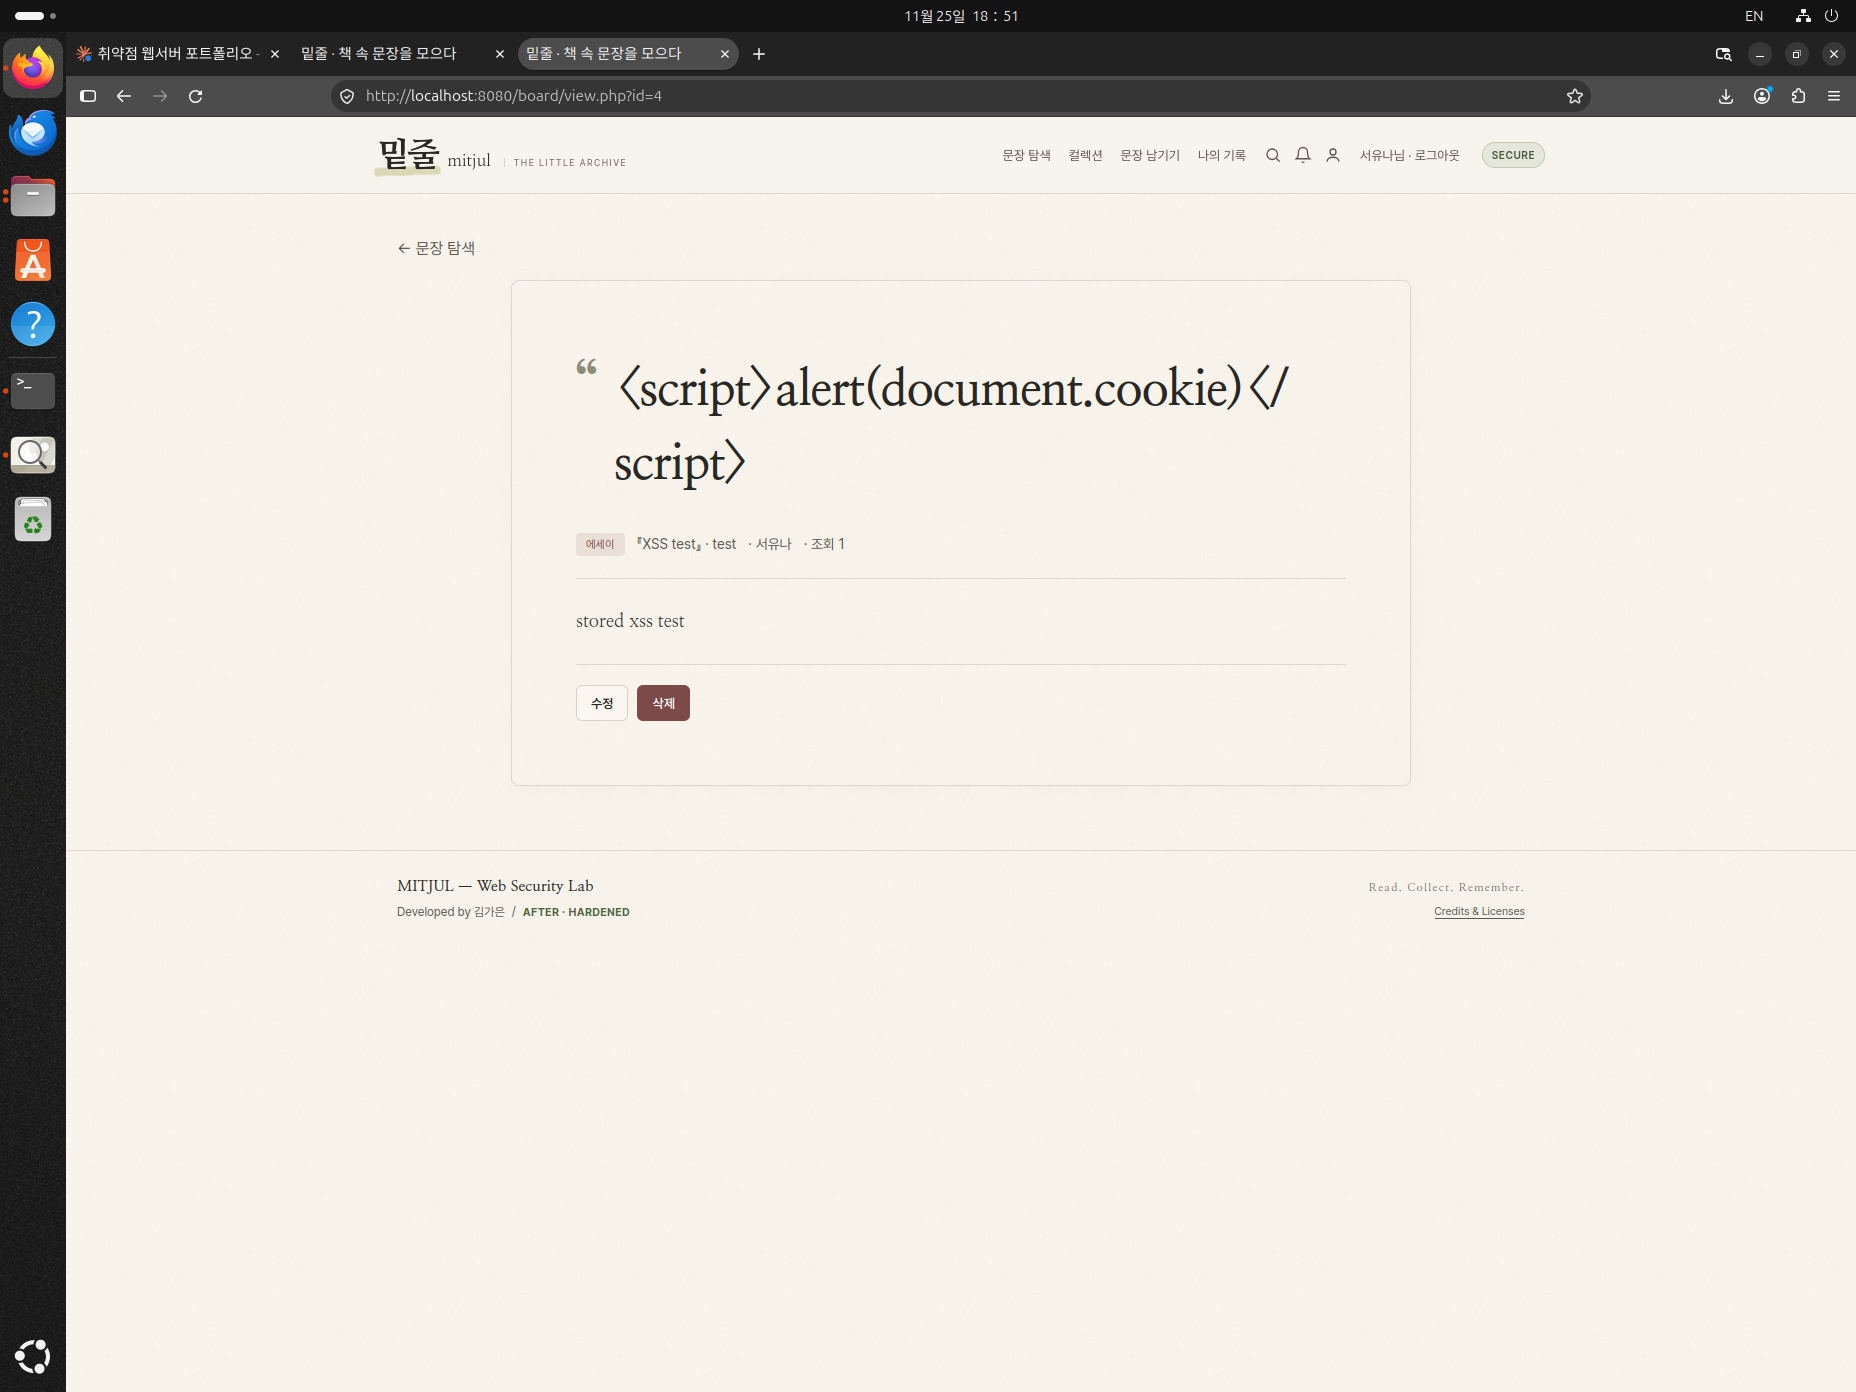 11월 25일 18 : 51
EN
취약점 웹서버 포트폴리오 -
밑줄 · 책 속 문장을 모으다
밑줄 · 책 속 문장을 모으다
http://localhost:8080/board/view.php?id=4
밑줄 mitjul | THE LITTLE ARCHIVE
문장 탐색 컬렉션 문장 남기기 나의 기록 서유나님 · 로그아웃 SECURE
← 문장 탐색
“ <script>alert(document.cookie)</
script>
에세이 『XSS test』 · test · 서유나 · 조회 1
stored xss test
수정 삭제
MITJUL — Web Security Lab
Developed by 김가은 / AFTER · HARDENED
Read. Collect. Remember.
Credits & Licenses